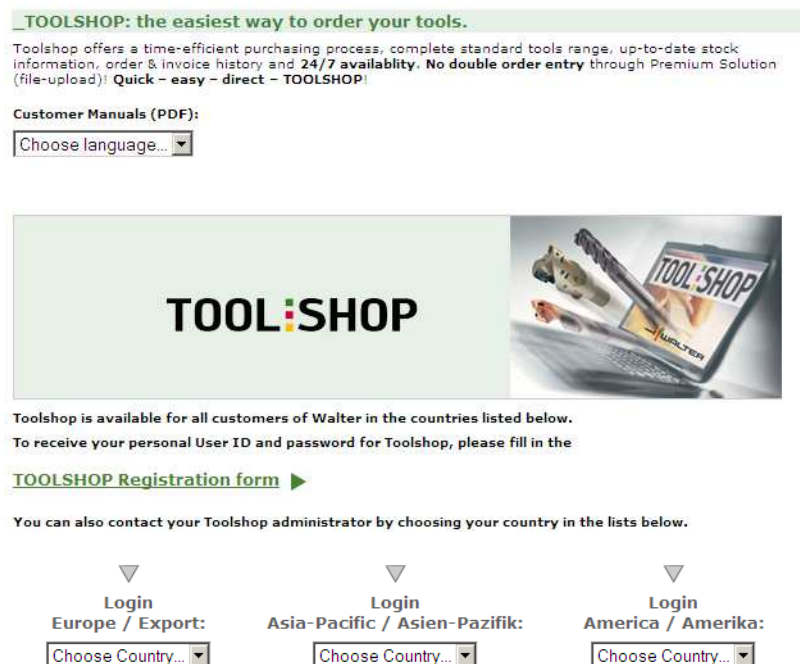 _TOOLSHOP: the easiest way to order your tools.
Toolshop offers a time-efficient purchasing process, complete standard tools range, up-to-date stock
information, order & invoice history and 24/7 availablity. No double order entry through Premium Solution
(file-upload)! Quick – easy – direct – TOOLSHOP!
Customer Manuals (PDF):
Choose language...
TOOL SHOP
TOOL SHOP
WALTER
Toolshop is available for all customers of Walter in the countries listed below.
To receive your personal User ID and password for Toolshop, please fill in the
TOOLSHOP Registration form
You can also contact your Toolshop administrator by choosing your country in the lists below.
Login
Europe / Export:
Choose Country...
Login
Asia-Pacific / Asien-Pazifik:
Choose Country...
Login
America / Amerika:
Choose Country...